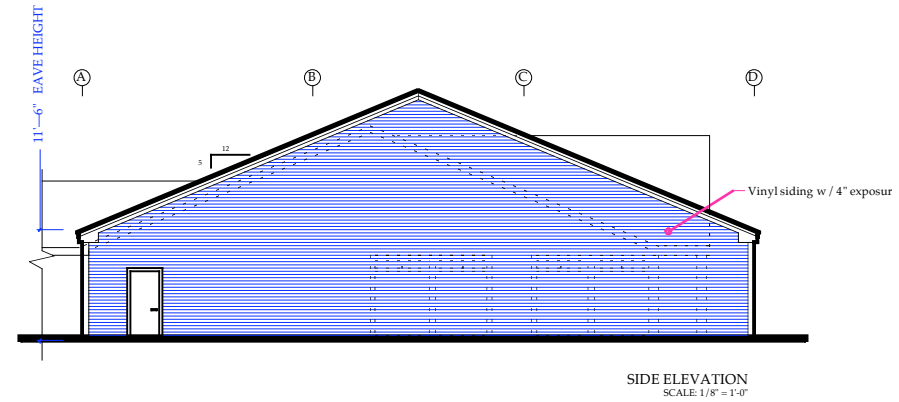 11'—6" EAVE HEIGHT
A
B
C
D
12
5
Vinyl siding w / 4" exposur
SIDE ELEVATION
SCALE: 1/8" = 1'-0"